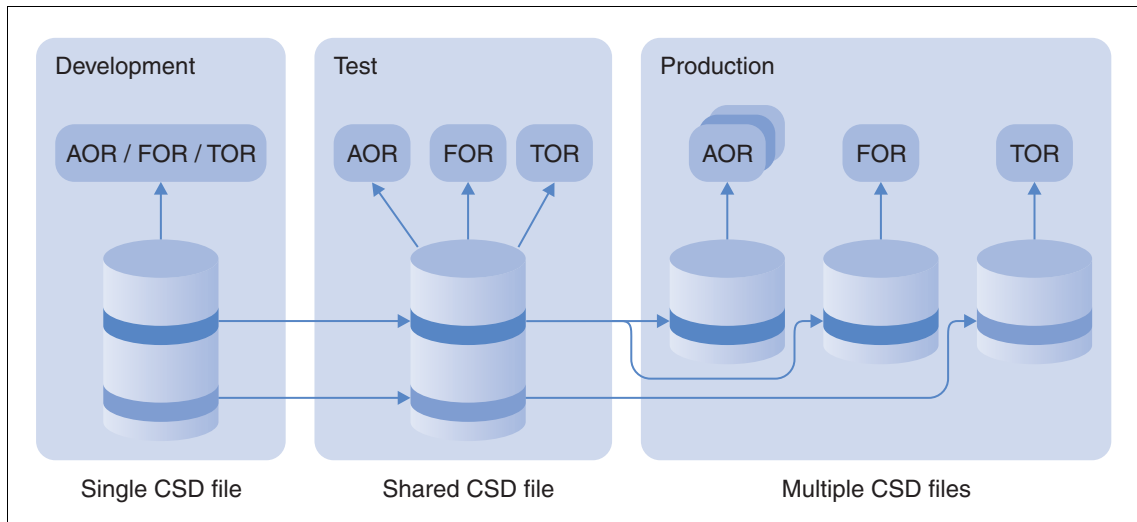 Development
Test
Production
AOR / FOR / TOR
AOR
FOR
TOR
AOR
FOR
TOR
Single CSD file
Shared CSD file
Multiple CSD files